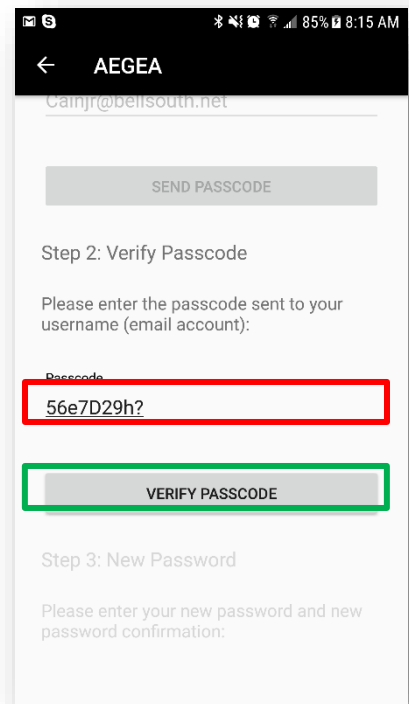 85% 8:15 AM
AEGEA
Cainjr@bellsouth.net
SEND PASSCODE
Step 2: Verify Passcode
Please enter the passcode sent to your
username (email account):
Passcode
56e7D29h?
VERIFY PASSCODE
Step 3: New Password
Please enter your new password and new
password confirmation: